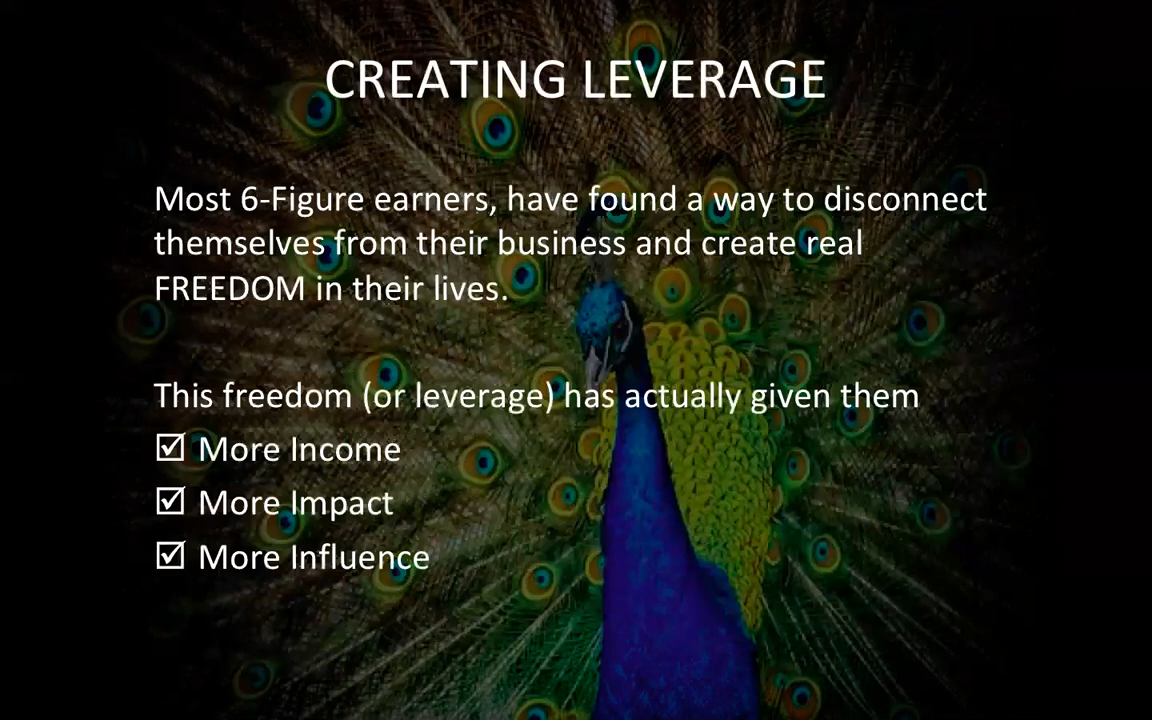 CREATING LEVERAGE
Most 6-Figure earners, have found a way to disconnect
themselves from their business and create real
FREEDOM in their lives.
This freedom (or leverage) has actually given them
☑ More Income
☑ More Impact
☑ More Influence